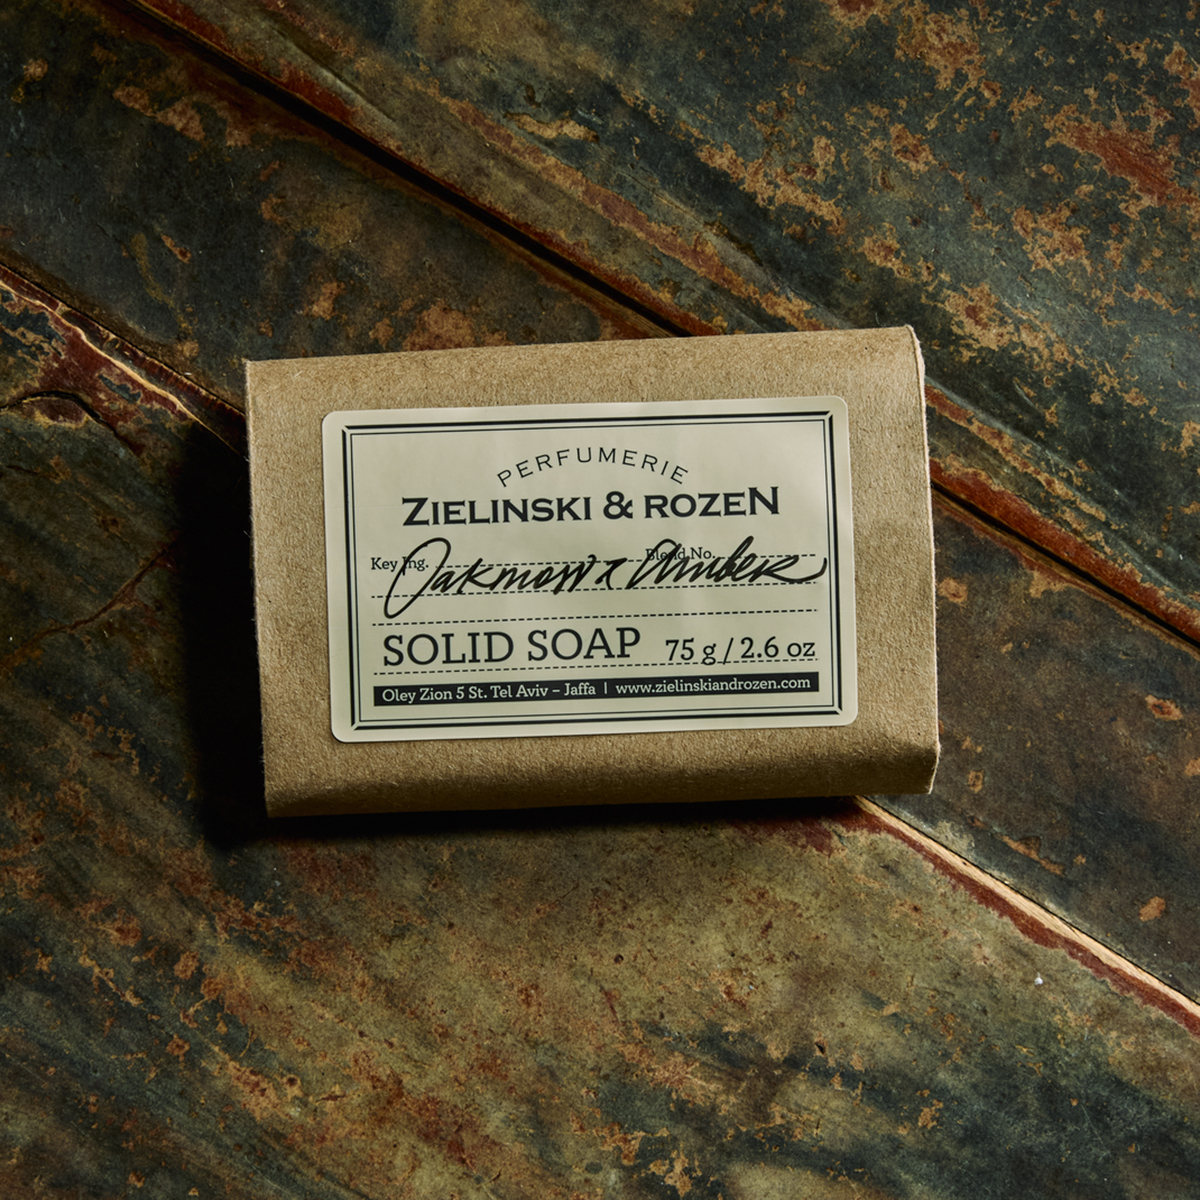 PERFUMERIE
ZIELINSKI & ROZEN
Key Ing. Blend No.
Oakmoss & Amber
SOLID SOAP 75 g / 2.6 oz
Oley Zion 5 St. Tel Aviv – Jaffa | www.zielinskiandrozen.com